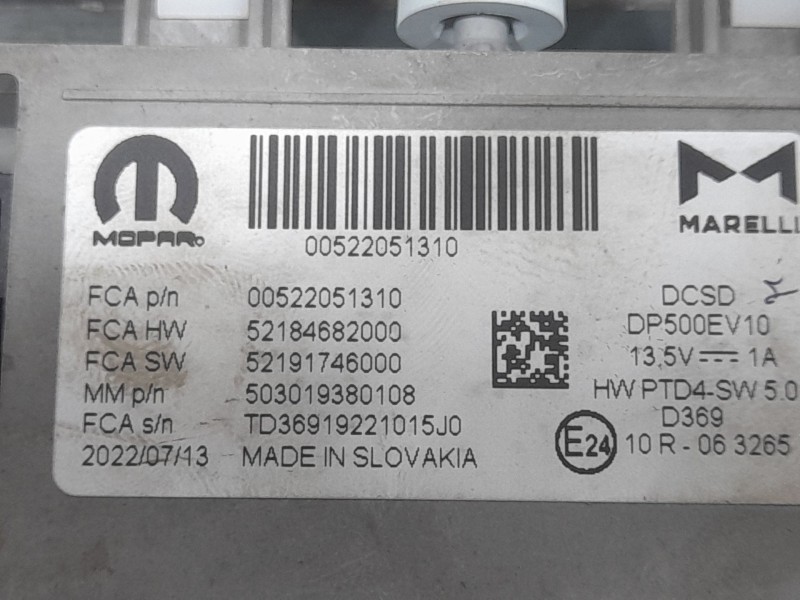 MOPAR
MARELLI
00522051310
FCA p/n 00522051310
FCA HW 52184682000
FCA SW 52191746000
MM p/n 503019380108
FCA s/n TD36919221015J0
2022/07/13 MADE IN SLOVAKIA
DCSD
DP500EV10
13,5V⎓1A
HW PTD4-SW 5.0
D369
E24 10 R - 06 3265